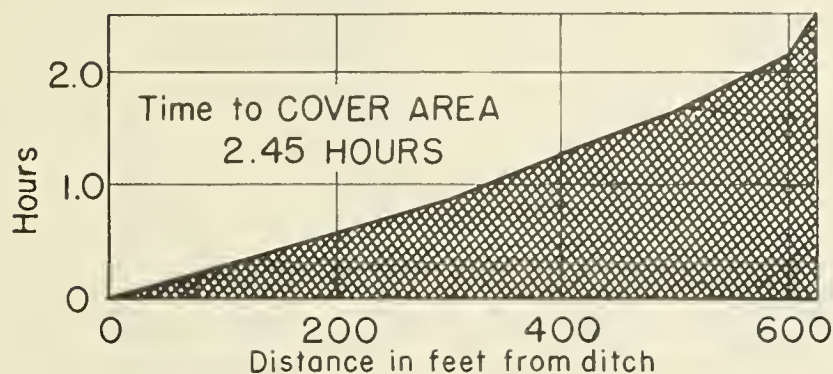 2.0
Time to COVER AREA
2.45 HOURS
Hours
1.0
0
0 200 400 600
Distance in feet from ditch